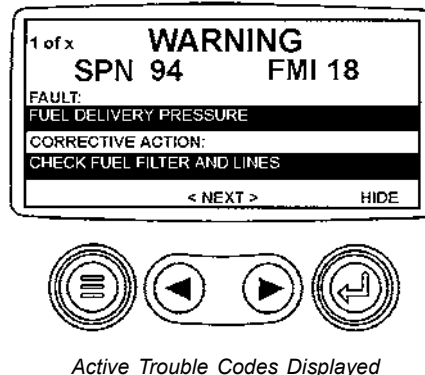 1 of x WARNING
SPN 94 FMI 18
FAULT:
FUEL DELIVERY PRESSURE
CORRECTIVE ACTION:
CHECK FUEL FILTER AND LINES
< NEXT > HIDE
Active Trouble Codes Displayed